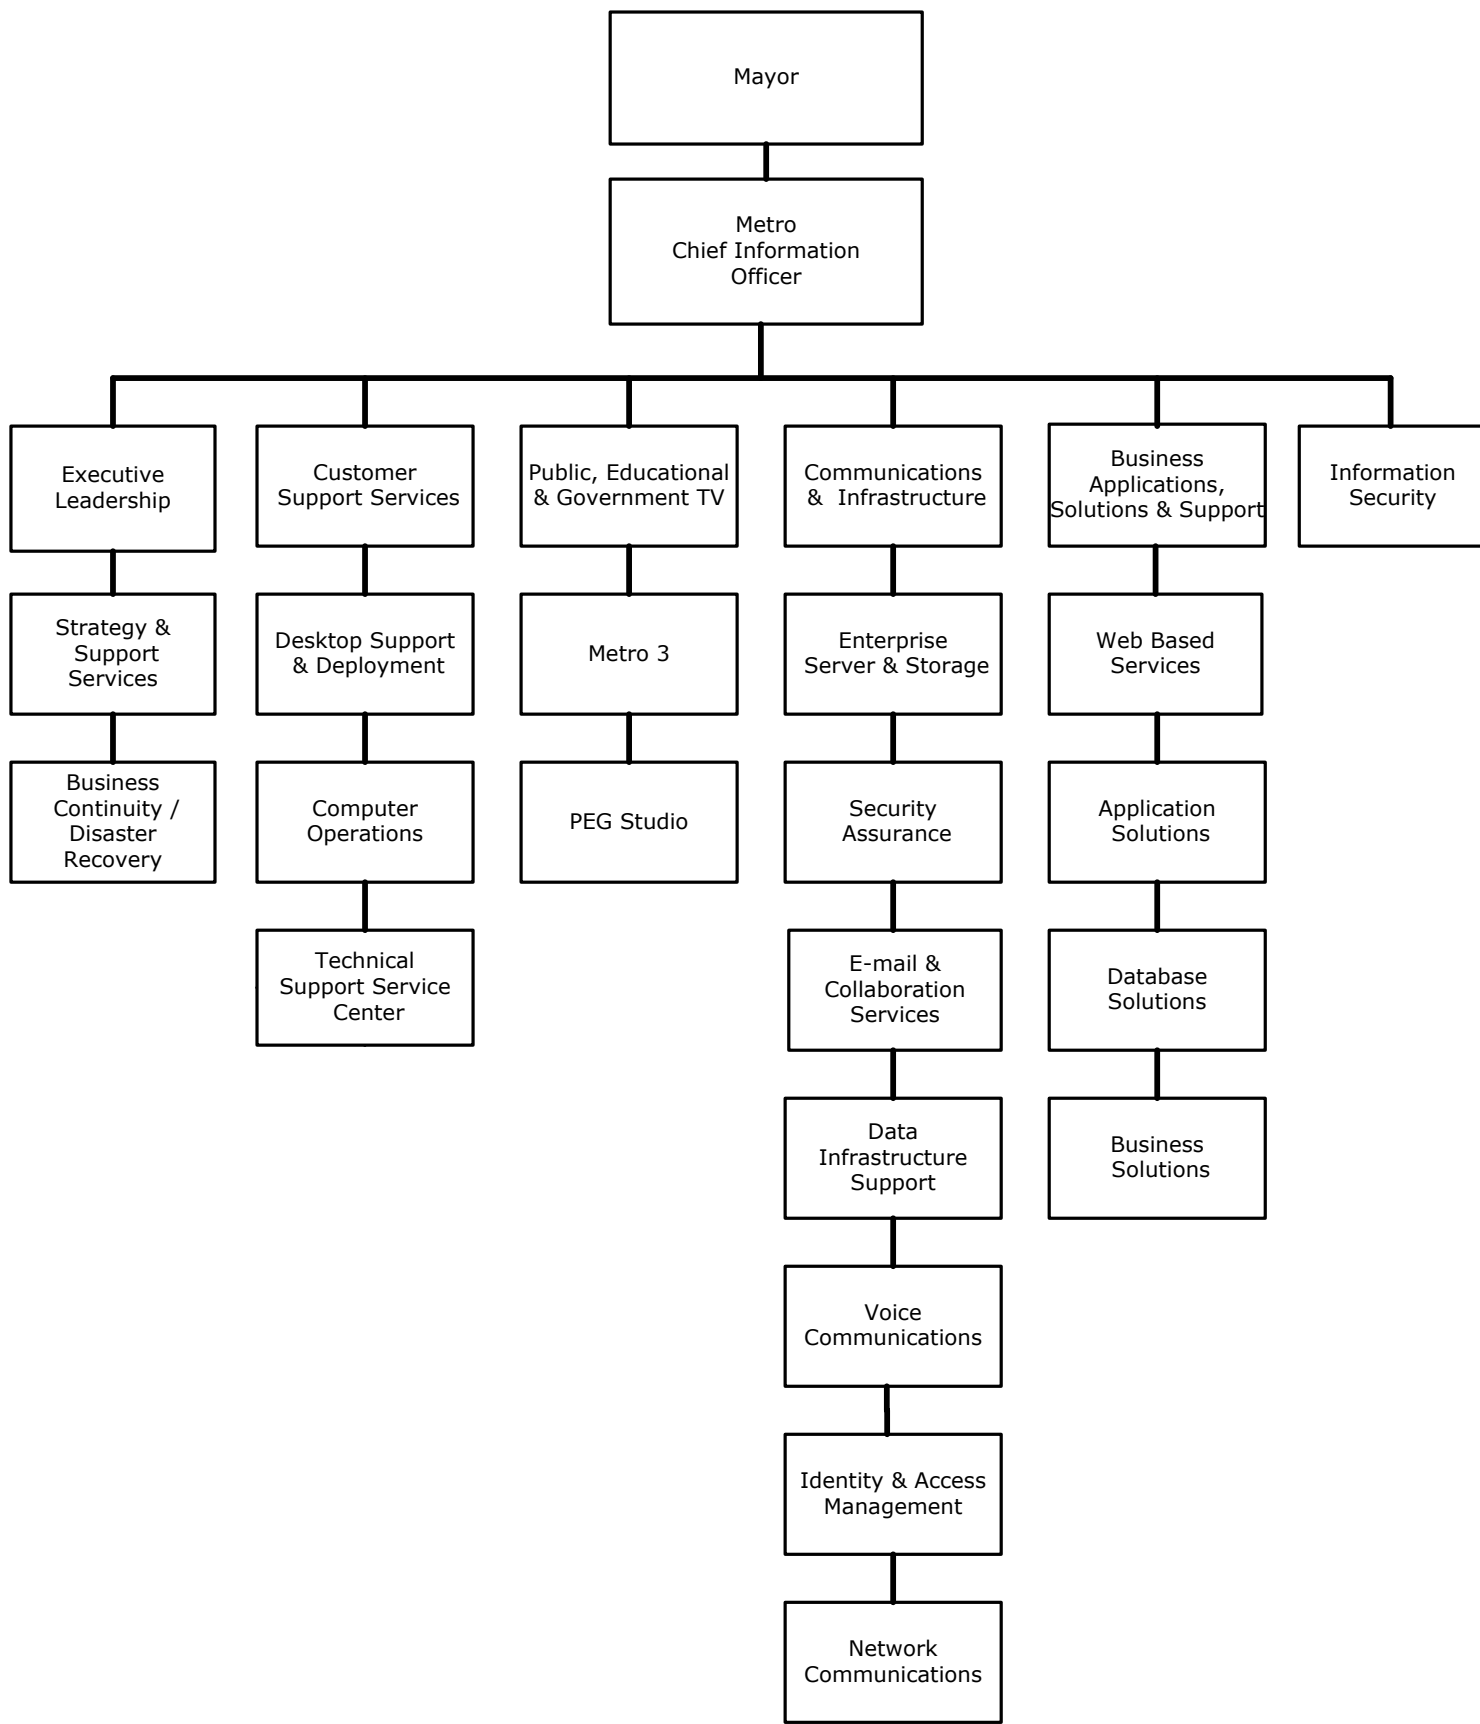 Mayor
Metro
Chief Information
Officer
Executive
Leadership
Customer
Support Services
Public, Educational
& Government TV
Communications
& Infrastructure
Business
Applications,
Solutions & Support
Information
Security
Strategy &
Support
Services
Desktop Support
& Deployment
Metro 3
Enterprise
Server & Storage
Web Based
Services
Business
Continuity /
Disaster
Recovery
Computer
Operations
PEG Studio
Security
Assurance
Application
Solutions
Technical
Support Service
Center
E-mail &
Collaboration
Services
Database
Solutions
Data
Infrastructure
Support
Business
Solutions
Voice
Communications
Identity & Access
Management
Network
Communications